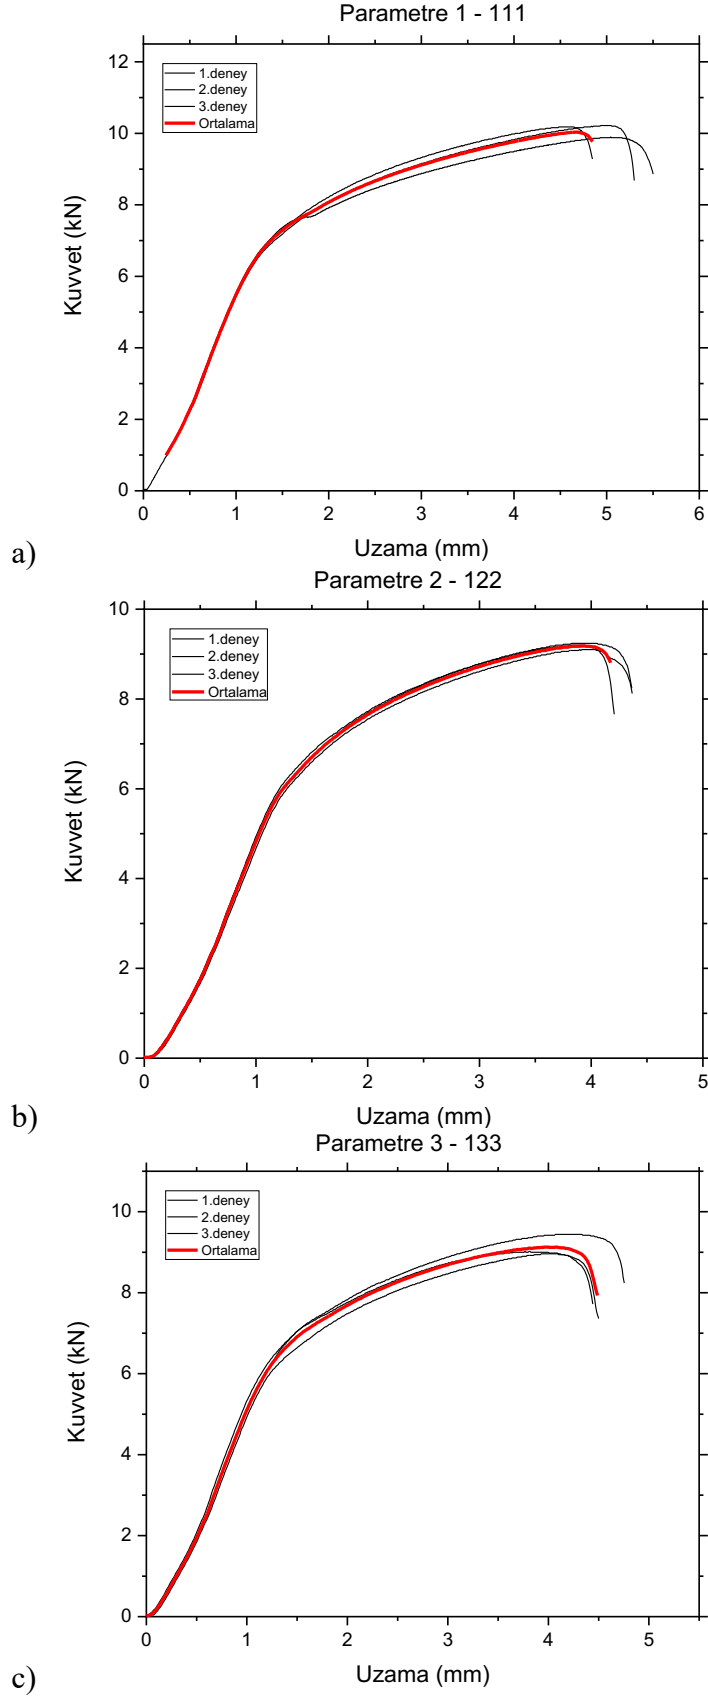 Parametre 1 - 111
12
10
8
6
4
2
0
Kuvvet (kN)
1.deney
2.deney
3.deney
Ortalama
0 1 2 3 4 5 6
Uzama (mm)
a)
Parametre 2 - 122
10
8
6
4
2
0
Kuvvet (kN)
1.deney
2.deney
3.deney
Ortalama
0 1 2 3 4 5
Uzama (mm)
b)
Parametre 3 - 133
10
8
6
4
2
0
Kuvvet (kN)
1.deney
2.deney
3.deney
Ortalama
0 1 2 3 4 5
Uzama (mm)
c)